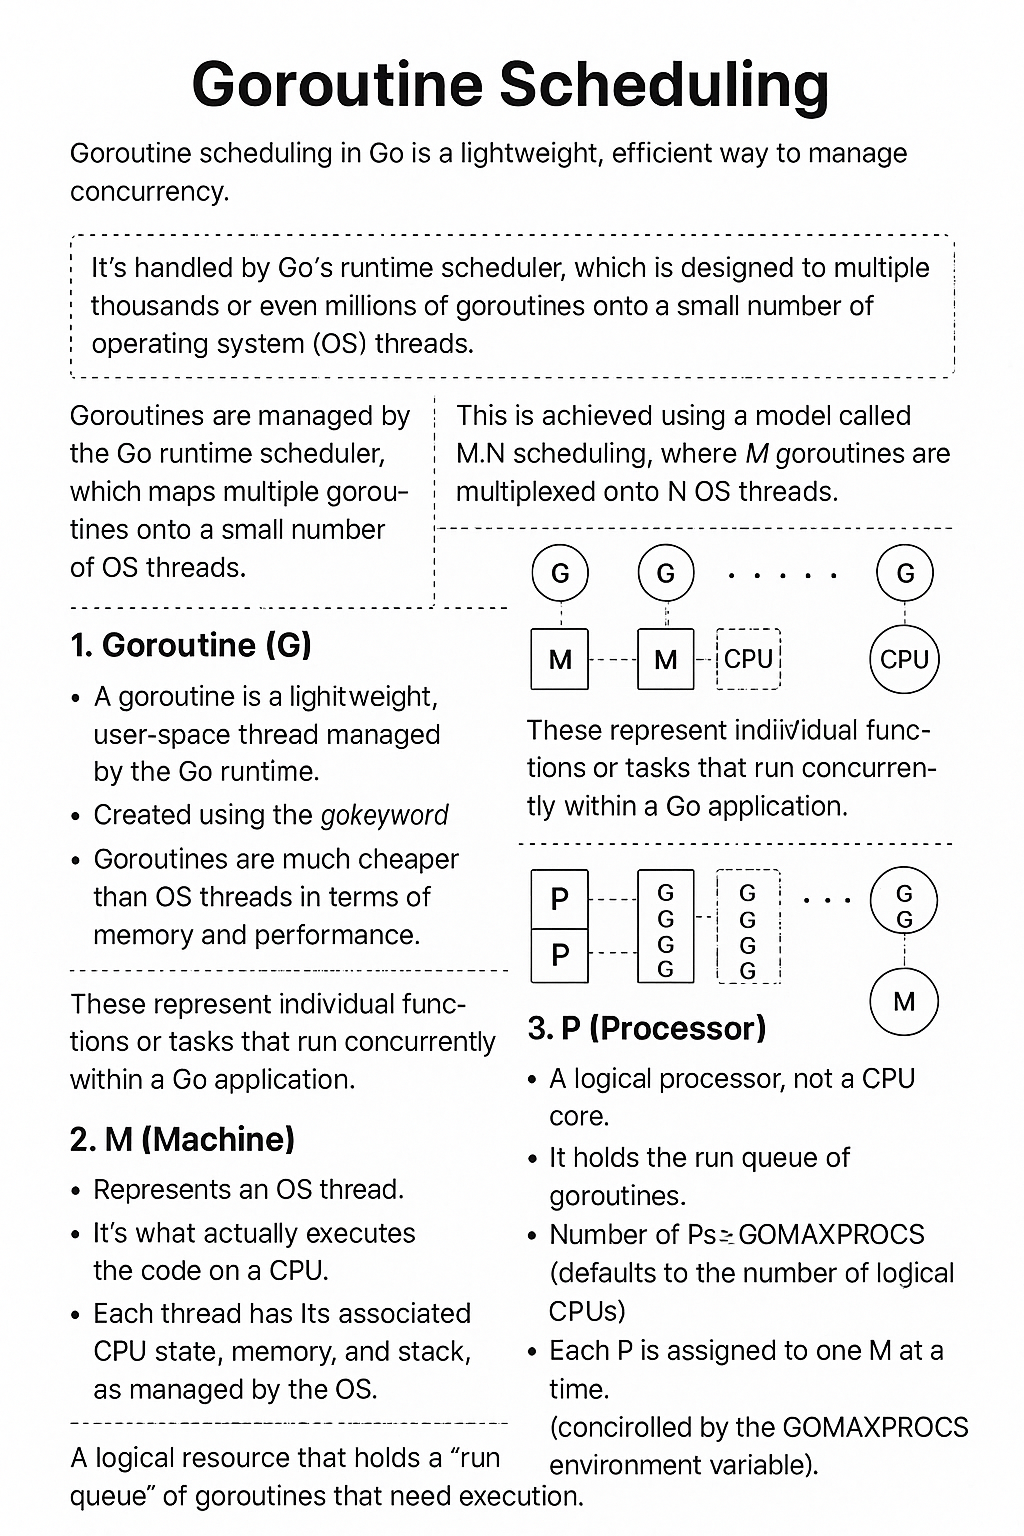 Goroutine Scheduling
Goroutine scheduling in Go is a lightweight, efficient way to manage
concurrency.
It’s handled by Go’s runtime scheduler, which is designed to multiple
thousands or even millions of goroutines onto a small number of
operating system (OS) threads.
Goroutines are managed by
the Go runtime scheduler,
which maps multiple gorou-
tines onto a small number
of OS threads.
This is achieved using a model called
M.N scheduling, where M goroutines are
multiplexed onto N OS threads.
G G ..... G
M M CPU CPU
These represent indiividual func-
tions or tasks that run concurren-
tly within a Go application.
1. Goroutine (G)
• A goroutine is a lighitweight,
user-space thread managed
by the Go runtime.
• Created using the gokeyword
• Goroutines are much cheaper
than OS threads in terms of
memory and performance.
These represent individual func-
tions or tasks that run concurrently
within a Go application.
2. M (Machine)
• Represents an OS thread.
• It’s what actually executes
the code on a CPU.
• Each thread has Its associated
CPU state, memory, and stack,
as managed by the OS.
A logical resource that holds a “run
queue” of goroutines that need execution.
P G G ... G
G G G
P G G
G G M
3. P (Processor)
• A logical processor, not a CPU
core.
• It holds the run queue of
goroutines.
• Number of Ps≥GOMAXPROCS
(defaults to the number of logical
CPUs)
• Each P is assigned to one M at a
time.
(concirolled by the GOMAXPROCS
environment variable).